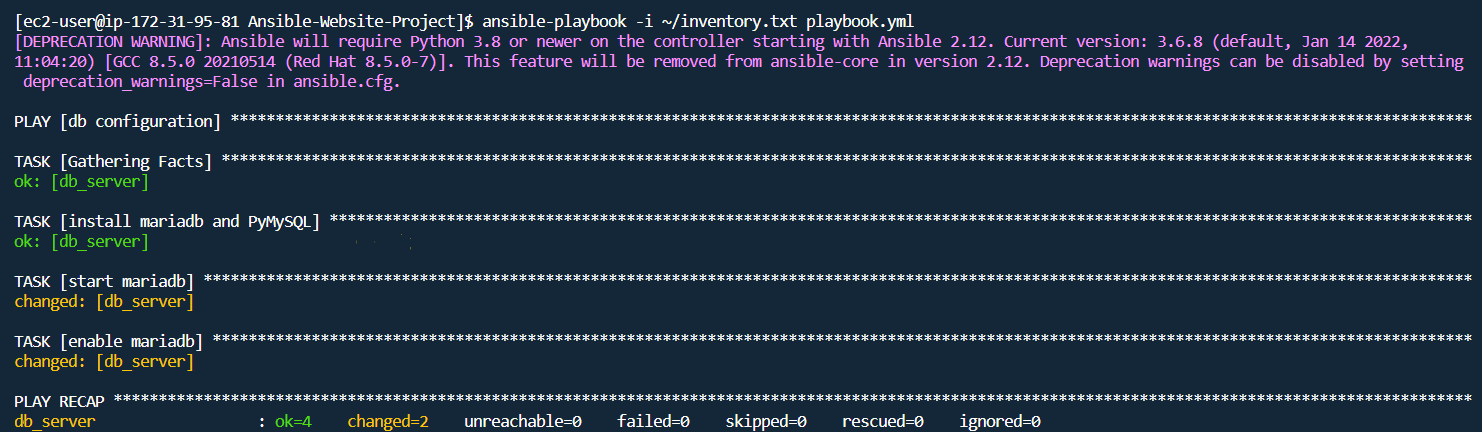 [ec2-user@ip-172-31-95-81 Ansible-Website-Project]$ ansible-playbook -i ~/inventory.txt playbook.yml
[DEPRECATION WARNING]: Ansible will require Python 3.8 or newer on the controller starting with Ansible 2.12. Current version: 3.6.8 (default, Jan 14 2022,
11:04:20) [GCC 8.5.0 20210514 (Red Hat 8.5.0-7)]. This feature will be removed from ansible-core in version 2.12. Deprecation warnings can be disabled by setting
deprecation_warnings=False in ansible.cfg.
PLAY [db configuration] ******************************************************************************************************************************************
TASK [Gathering Facts] *******************************************************************************************************************************************
ok: [db_server]
TASK [install mariadb and PyMySQL] *******************************************************************************************************************************
ok: [db_server]
TASK [start mariadb] *********************************************************************************************************************************************
changed: [db_server]
TASK [enable mariadb] ********************************************************************************************************************************************
changed: [db_server]
PLAY RECAP *******************************************************************************************************************************************************
db_server                  : ok=4    changed=2    unreachable=0    failed=0    skipped=0    rescued=0    ignored=0